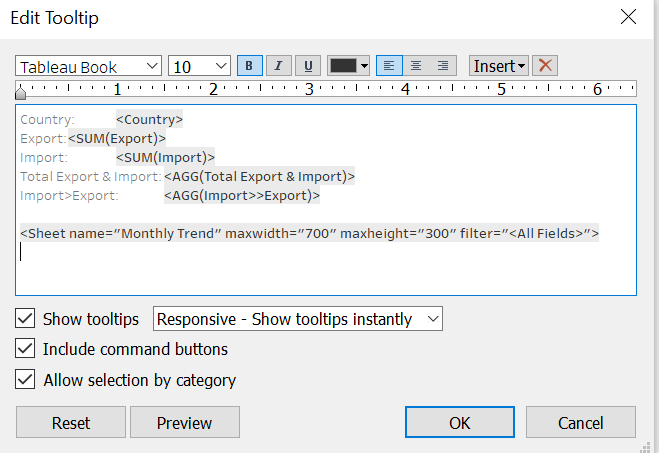 Edit Tooltip
Tableau Book 10 B I U Insert
1 2 3 4 5 6
Country: <Country>
Export: <SUM(Export)>
Import: <SUM(Import)>
Total Export & Import: <AGG(Total Export & Import)>
Import>Export: <AGG(Import>>Export)>
<Sheet name="Monthly Trend" maxwidth="700" maxheight="300" filter="<All Fields>">
Show tooltips Responsive - Show tooltips instantly
Include command buttons
Allow selection by category
Reset Preview OK Cancel